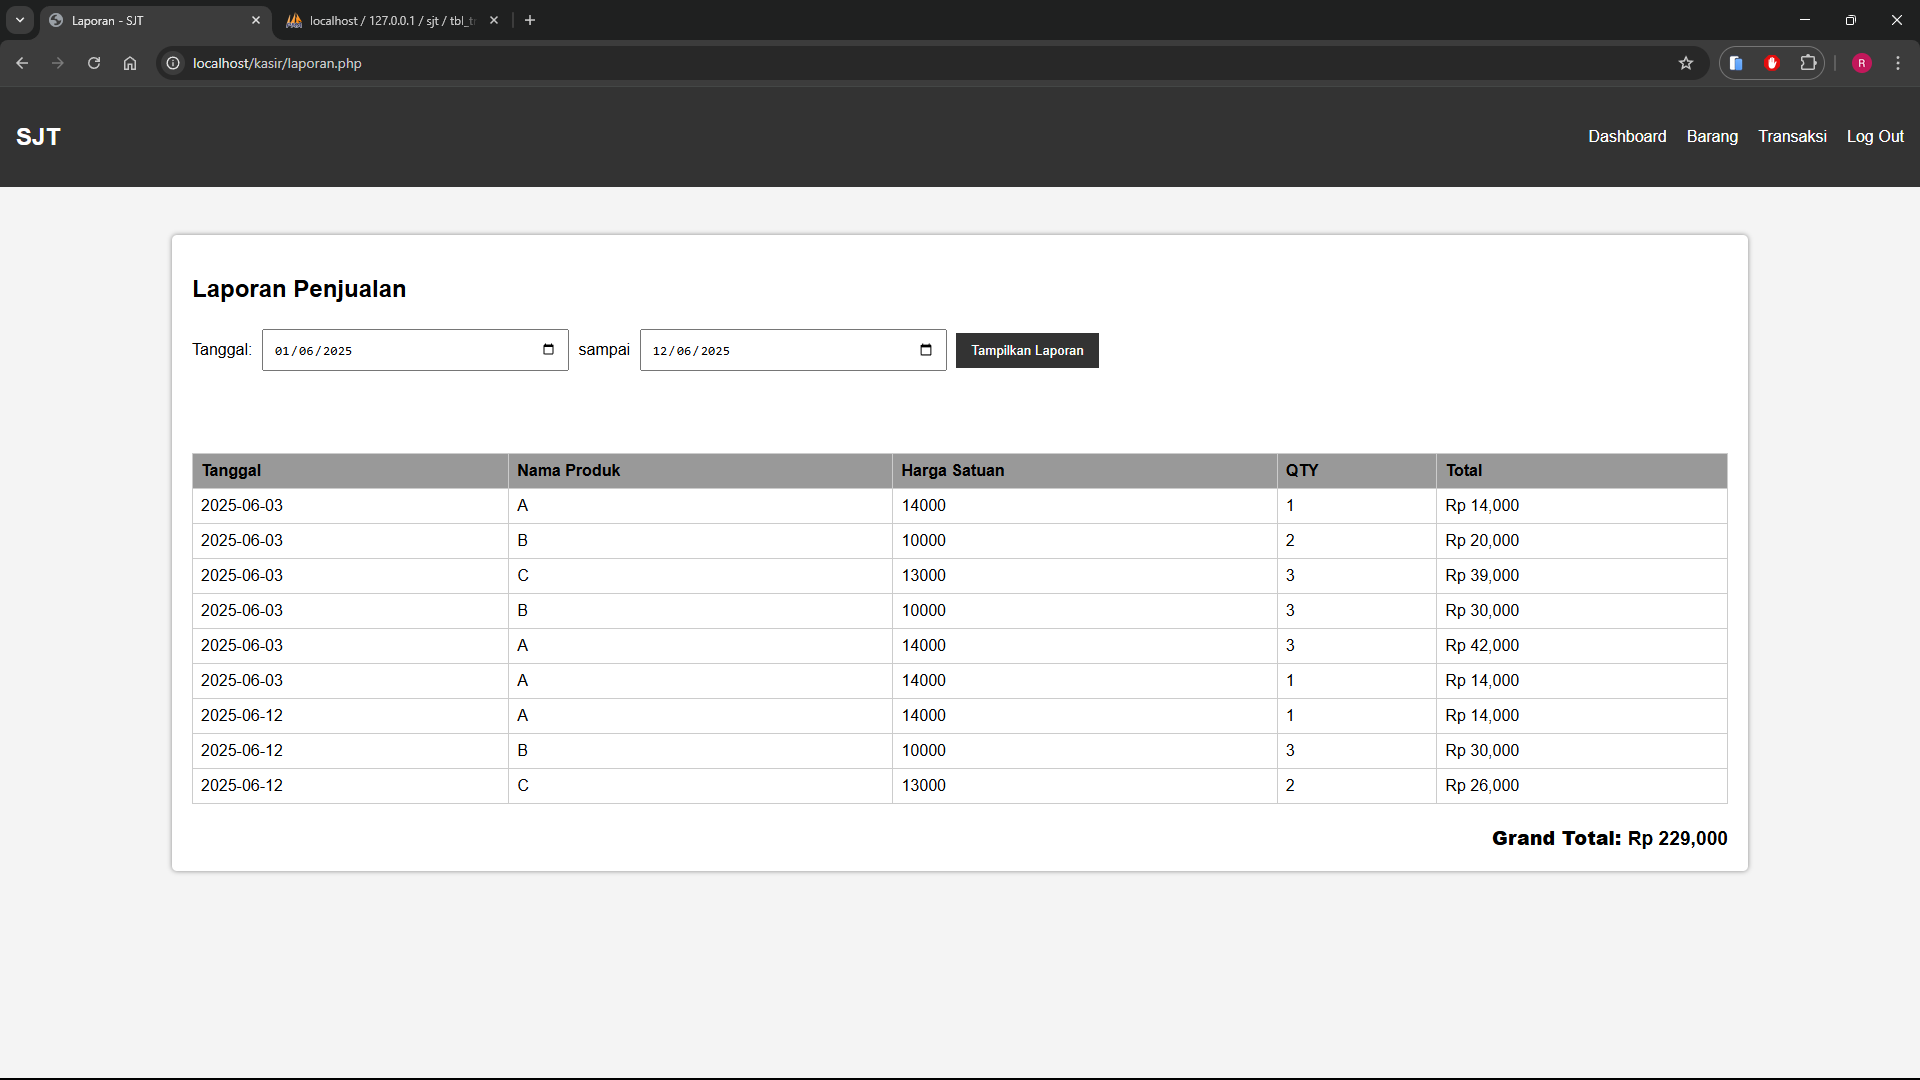 Laporan - SJT
localhost / 127.0.0.1 / sjt / tbl_t
localhost/kasir/laporan.php
R
SJT
Dashboard Barang Transaksi Log Out
Laporan Penjualan
Tanggal: 01/06/2025 sampai 12/06/2025 Tampilkan Laporan
Tanggal Nama Produk Harga Satuan QTY Total
2025-06-03 A 14000 1 Rp 14,000
2025-06-03 B 10000 2 Rp 20,000
2025-06-03 C 13000 3 Rp 39,000
2025-06-03 B 10000 3 Rp 30,000
2025-06-03 A 14000 3 Rp 42,000
2025-06-03 A 14000 1 Rp 14,000
2025-06-12 A 14000 1 Rp 14,000
2025-06-12 B 10000 3 Rp 30,000
2025-06-12 C 13000 2 Rp 26,000
Grand Total: Rp 229,000